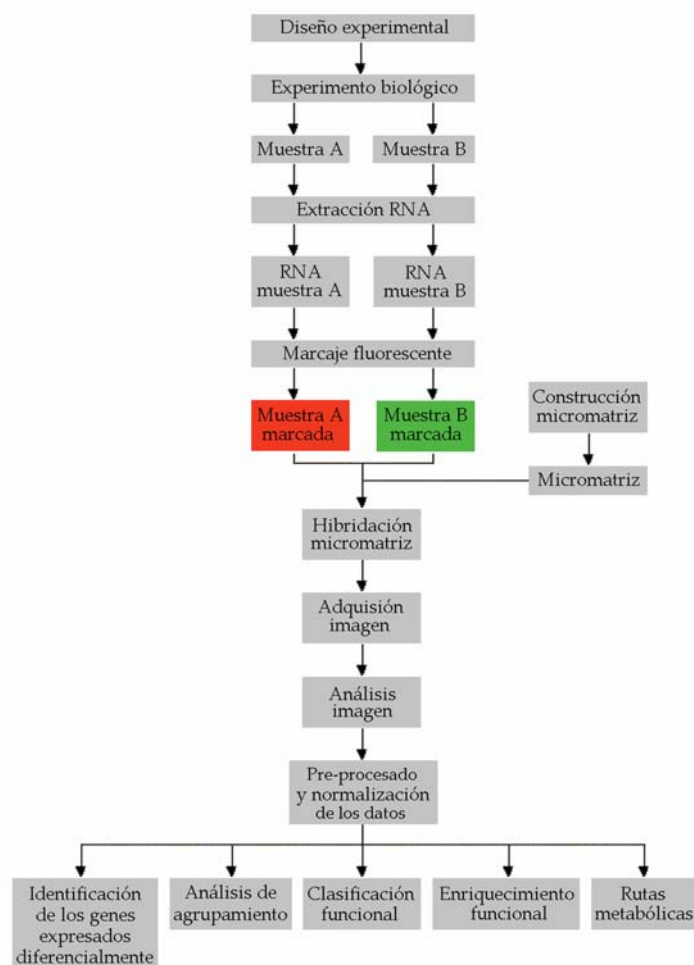 Diseño experimental
Experimento biológico
Muestra A
Muestra B
Extracción RNA
RNA
muestra A
RNA
muestra B
Marcaje fluorescente
Muestra A
marcada
Muestra B
marcada
Construcción
micromatriz
Micromatriz
Hibridación
micromatriz
Adquisión
imagen
Análisis
imagen
Pre-procesado
y normalización
de los datos
Identificación
de los genes
expresados
diferencialmente
Análisis de
agrupamiento
Clasificación
funcional
Enriquecimiento
funcional
Rutas
metabólicas